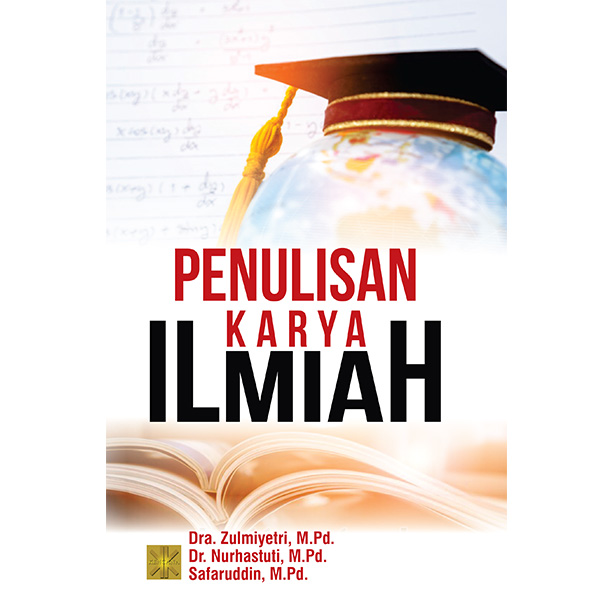 PENULISAN
KARYA
ILMIAH
Dra. Zulmiyetri, M.Pd.
Dr. Nurhastuti, M.Pd.
Safaruddin, M.Pd.